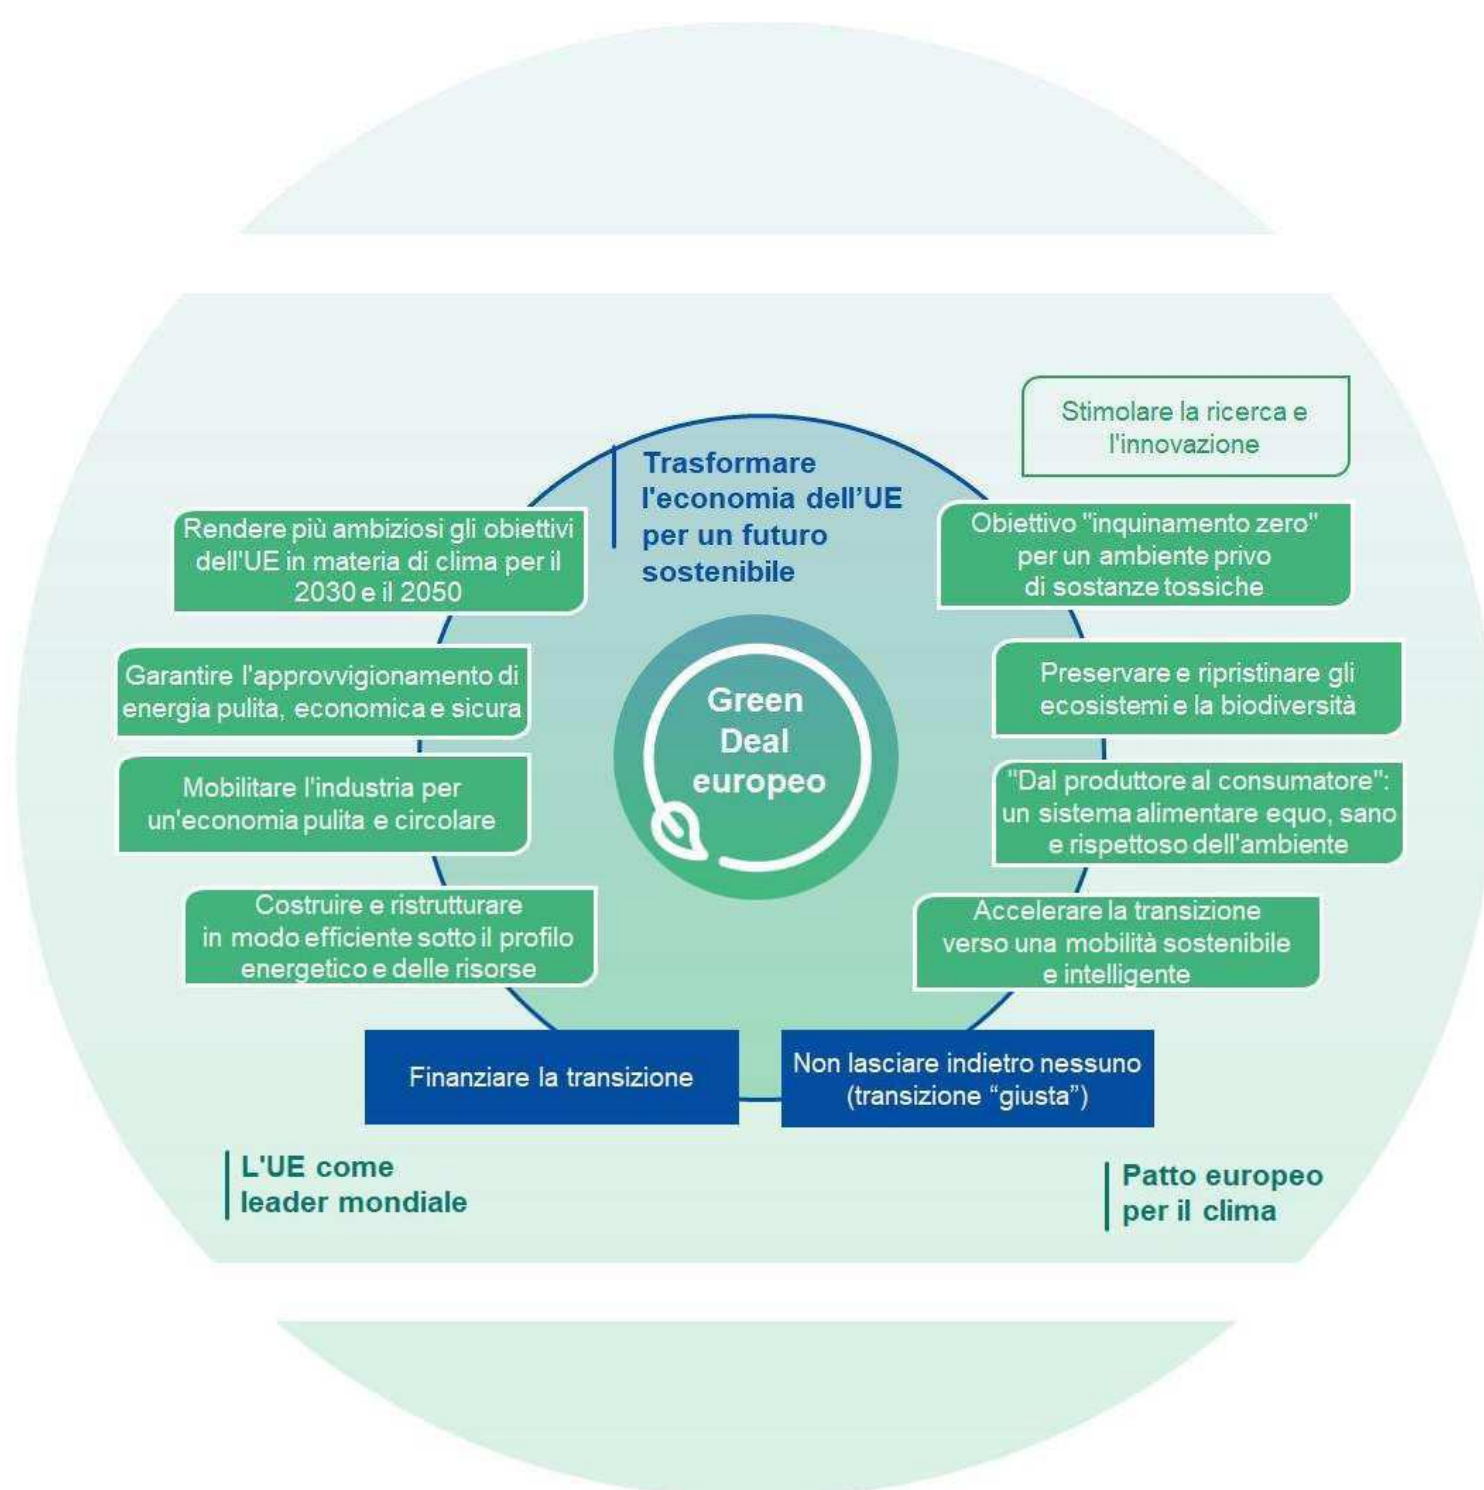 Stimolare la ricerca e
l'innovazione
Trasformare
l'economia dell’UE
per un futuro
sostenibile
Rendere più ambiziosi gli obiettivi
dell'UE in materia di clima per il
2030 e il 2050
Obiettivo "inquinamento zero"
per un ambiente privo
di sostanze tossiche
Garantire l'approvvigionamento di
energia pulita, economica e sicura
Green
Deal
europeo
Preservare e ripristinare gli
ecosistemi e la biodiversità
Mobilitare l'industria per
un'economia pulita e circolare
"Dal produttore al consumatore":
un sistema alimentare equo, sano
e rispettoso dell'ambiente
Costruire e ristrutturare
in modo efficiente sotto il profilo
energetico e delle risorse
Accelerare la transizione
verso una mobilità sostenibile
e intelligente
Finanziare la transizione
Non lasciare indietro nessuno
(transizione “giusta”)
L'UE come
leader mondiale
Patto europeo
per il clima